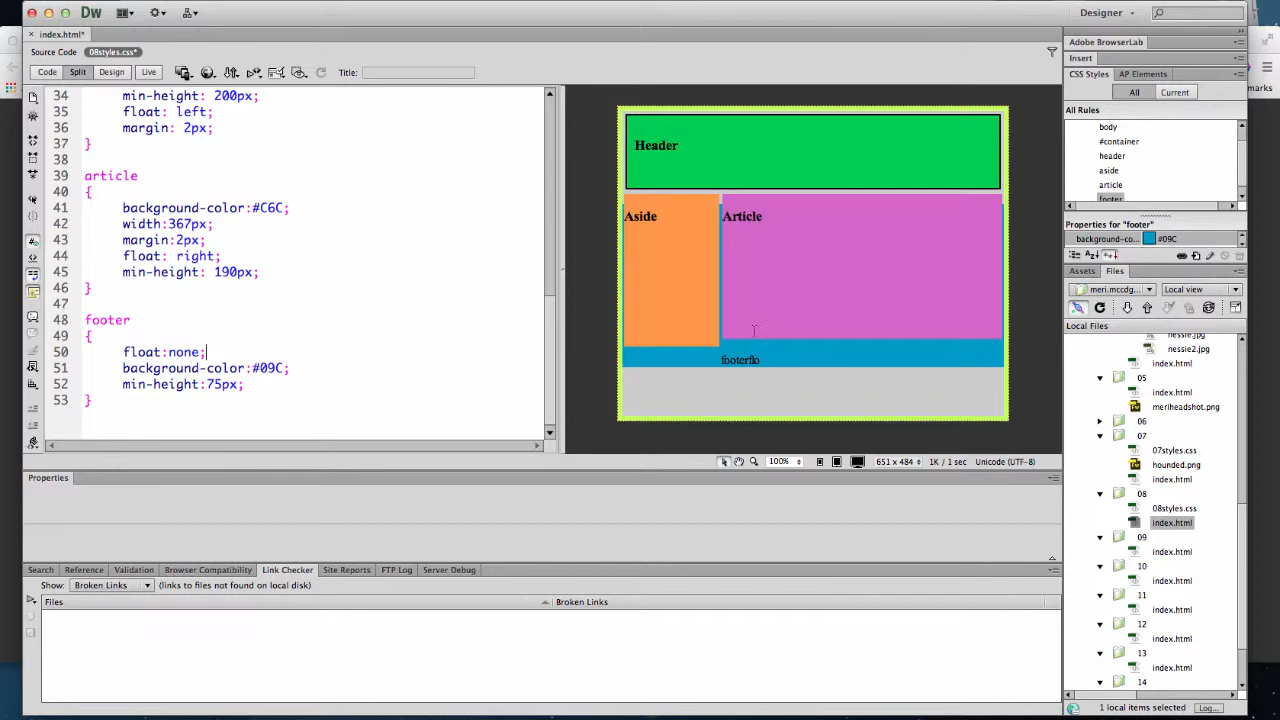 Dw
Designer
index.html*
Source Code
08styles.css*
Code
Split
Design
Live
Title:
34
min-height: 200px;
35
float: left;
36
margin: 2px;
37
}
38
39
article
40
{
41
background-color:#C6C;
42
width:367px;
43
margin:2px;
44
float: right;
45
min-height: 190px;
46
}
47
48
footer
49
{
50
float:none;
51
background-color:#09C;
52
min-height:75px;
53
}
Header
Aside
Article
footerflo
100%
651 x 484
1K / 1 sec
Unicode (UTF-8)
Properties
Search
Reference
Validation
Browser Compatibility
Link Checker
Site Reports
FTP Log
Server Debug
Show:
Broken Links
(links to files not found on local disk)
Files
Broken Links
Adobe BrowserLab
Insert
CSS Styles
AP Elements
All
Current
All Rules
body
#container
header
aside
article
footer
Properties for "footer"
background-co...
#09C
Assets
Files
meri.mccdg...
Local view
Local Files
nessie.jpg
nessie2.jpg
index.html
05
index.html
meriheadshot.png
06
07
07styles.css
hounded.png
index.html
08
08styles.css
index.html
09
index.html
10
index.html
11
index.html
12
index.html
13
index.html
14
1 local items selected
Log...
marks